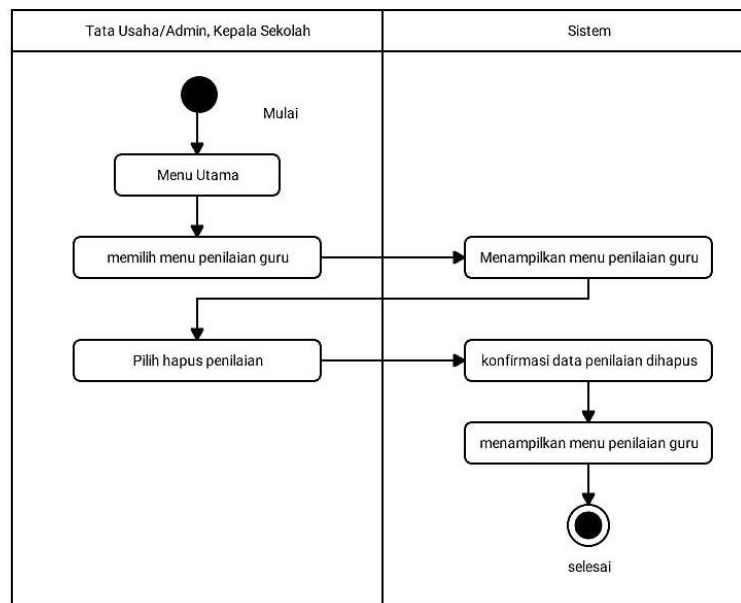 Tata Usaha/Admin, Kepala Sekolah
Sistem
Mulai
Menu Utama
memilih menu penilaian guru
Menampilkan menu penilaian guru
Pilih hapus penilaian
konfirmasi data penilaian dihapus
menampilkan menu penilaian guru
selesai